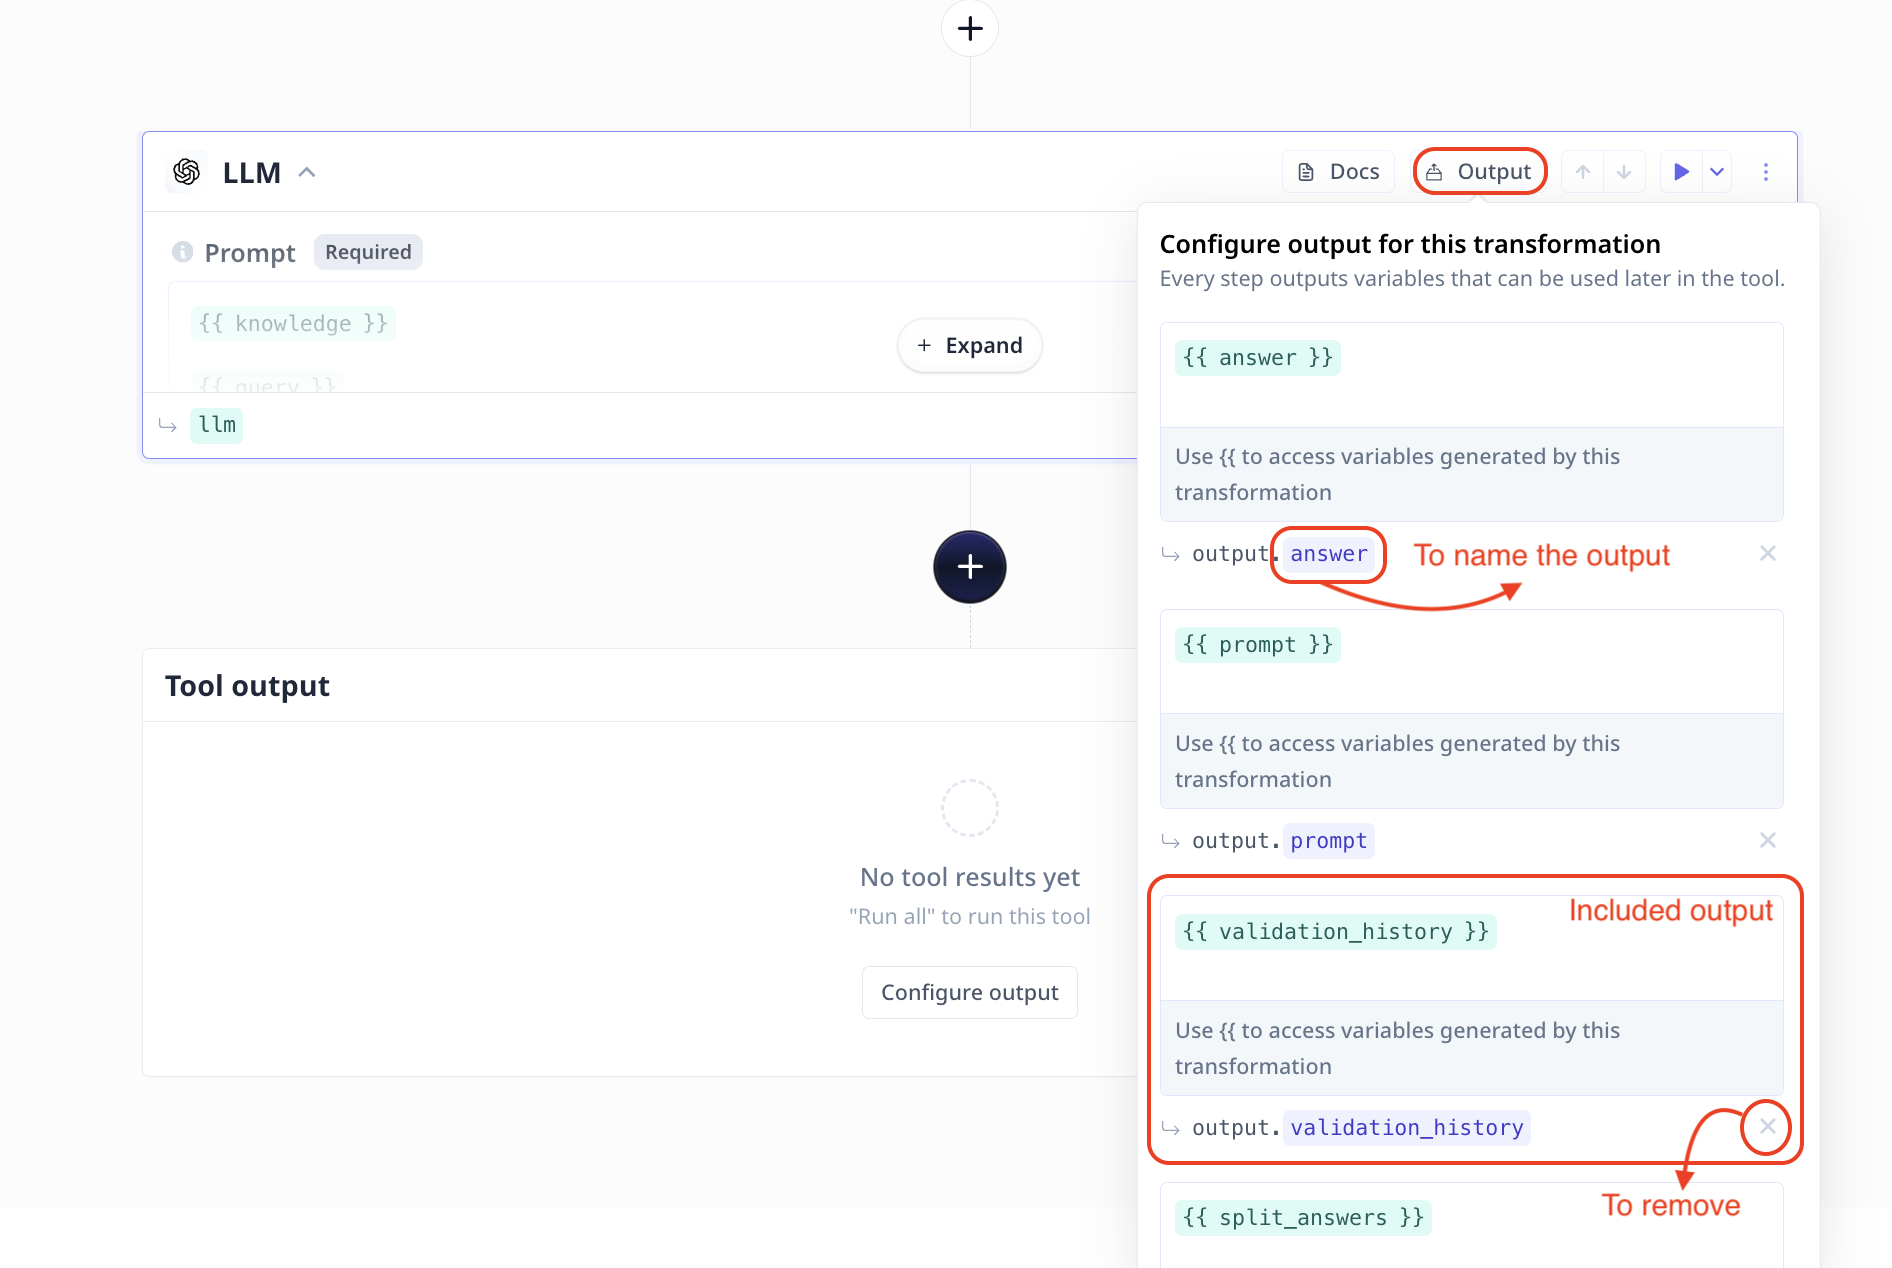 LLM
Docs
Output
Prompt
Required
{{ knowledge }}
{{ query }}
+ Expand
llm
Configure output for this transformation
Every step outputs variables that can be used later in the tool.
{{ answer }}
Use {{ to access variables generated by this
transformation
output.answer
To name the output
{{ prompt }}
Use {{ to access variables generated by this
transformation
output.prompt
Included output
{{ validation_history }}
Use {{ to access variables generated by this
transformation
output.validation_history
To remove
{{ split_answers }}
Tool output
No tool results yet
"Run all" to run this tool
Configure output